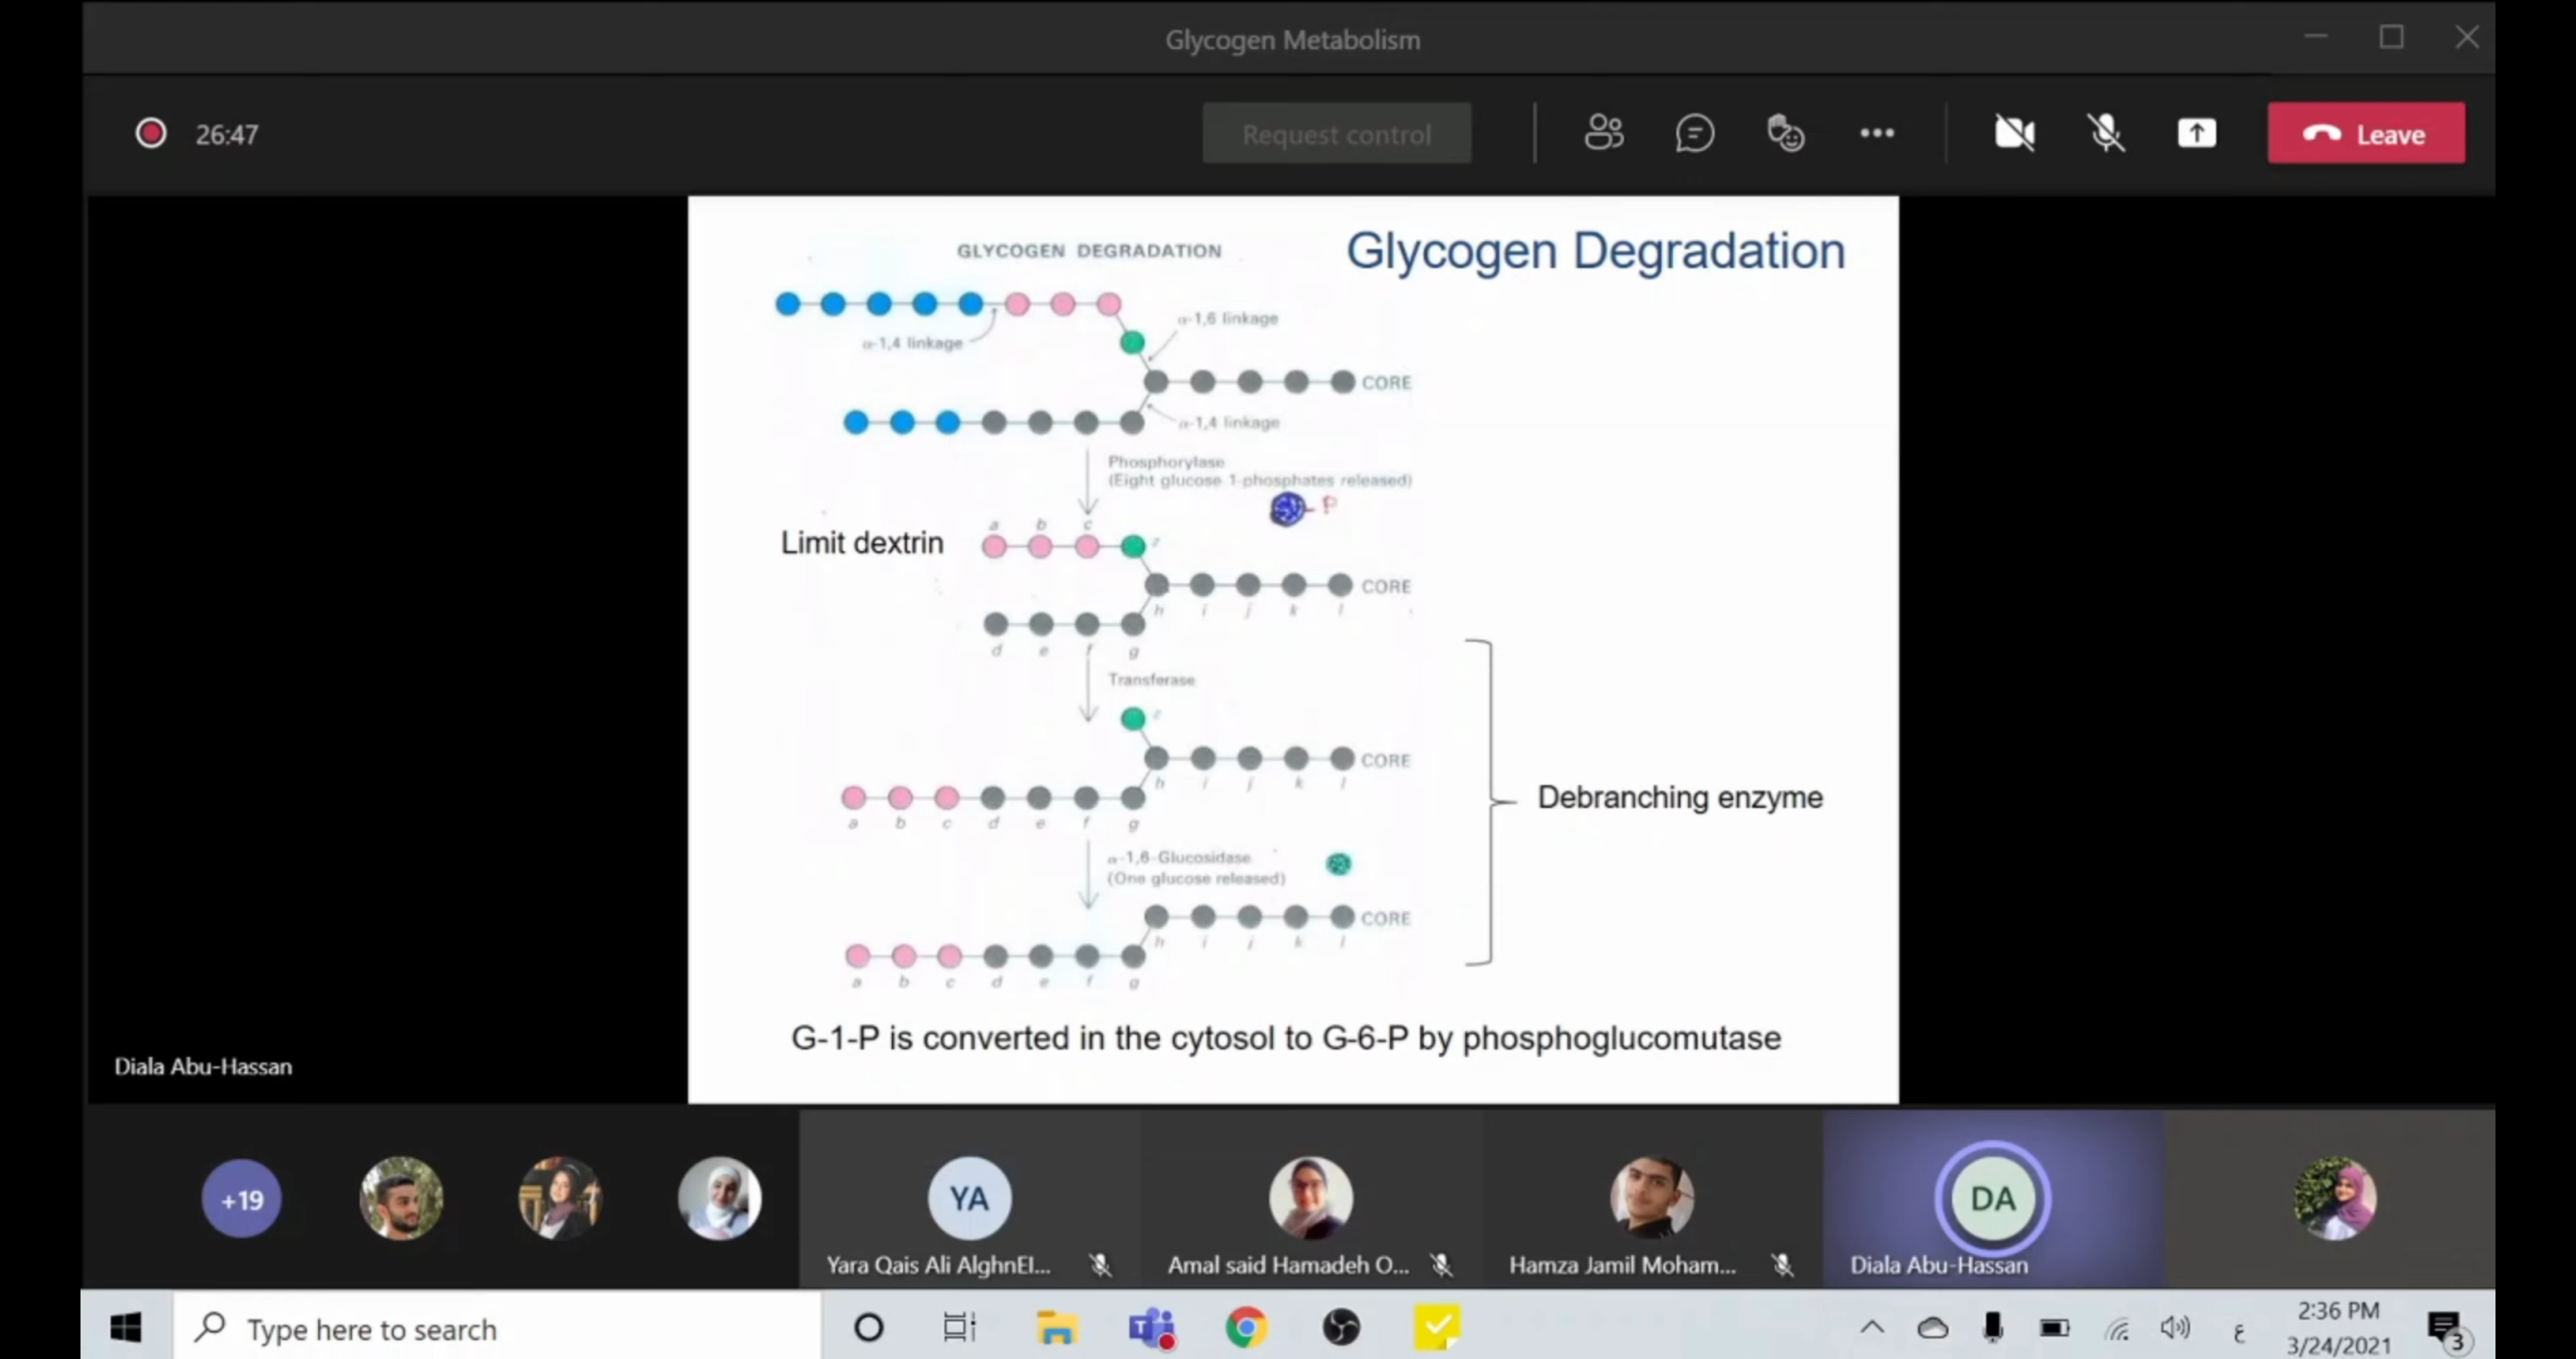 Glycogen Metabolism
26:47
Request control
Leave
GLYCOGEN DEGRADATION
Glycogen Degradation
α-1,6 linkage
α-1,4 linkage
CORE
α-1,4 linkage
Phosphorylase
(Eight glucose 1-phosphates released)
P
Limit dextrin
a b c
z
CORE
h i j k l
d e f g
Transferase
z
CORE
h i j k l
a b c d e f g
Debranching enzyme
α-1,6-Glucosidase
(One glucose released)
CORE
h i j k l
a b c d e f g
G-1-P is converted in the cytosol to G-6-P by phosphoglucomutase
Diala Abu-Hassan
+19
YA
DA
Yara Qais Ali AlghnEl...
Amal said Hamadeh O...
Hamza Jamil Moham...
Diala Abu-Hassan
Type here to search
ع
2:36 PM
3/24/2021
3